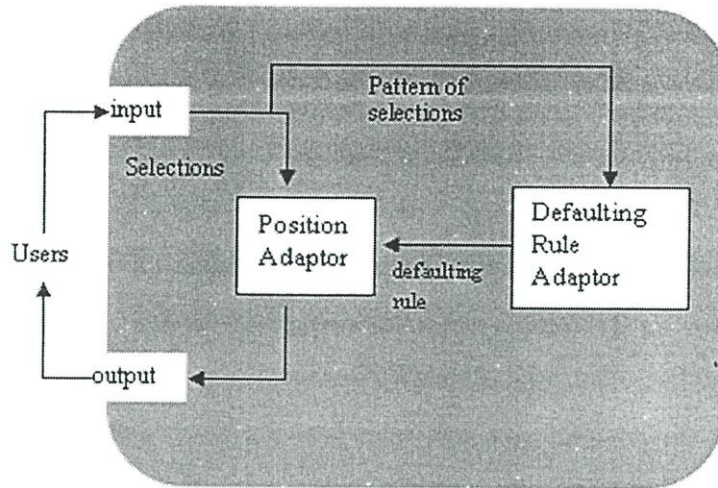 Pattern of
selections
input
Selections
Position
Adaptor
Defaulting
Rule
Adaptor
Users
defaulting
rule
output